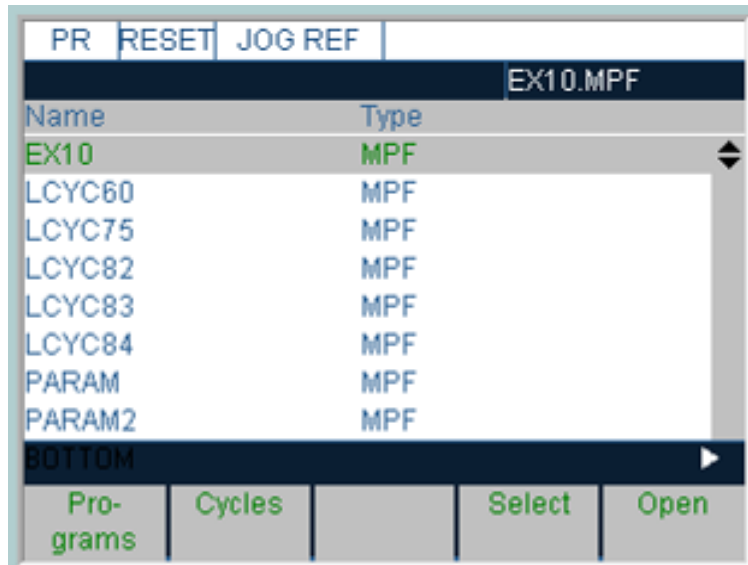 PR RESET JOG REF
EX10.MPF
Name Type
EX10 MPF
LCYC60 MPF
LCYC75 MPF
LCYC82 MPF
LCYC83 MPF
LCYC84 MPF
PARAM MPF
PARAM2 MPF
BOTTOM
Pro- Cycles Select Open
grams